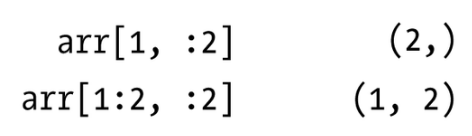 arr[1, :2] (2,)
arr[1:2, :2] (1, 2)